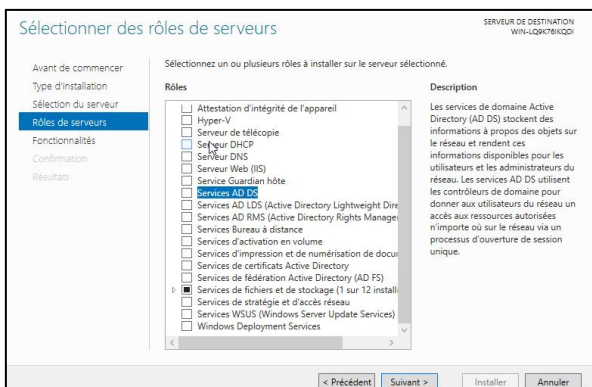 Sélectionner des rôles de serveurs
SERVEUR DE DESTINATION
WIN-LQ9K76IKQDI
Avant de commencer
Type d'installation
Sélection du serveur
Rôles de serveurs
Fonctionnalités
Confirmation
Résultats
Sélectionnez un ou plusieurs rôles à installer sur le serveur sélectionné.
Rôles
Attestation d'intégrité de l'appareil
Hyper-V
Serveur de télécopie
Serveur DHCP
Serveur DNS
Serveur Web (IIS)
Service Guardian hôte
Services AD DS
Services AD LDS (Active Directory Lightweight Dire
Services AD RMS (Active Directory Rights Manager
Services Bureau à distance
Services d'activation en volume
Services d'impression et de numérisation de docur
Services de certificats Active Directory
Services de fédération Active Directory (AD FS)
Services de fichiers et de stockage (1 sur 12 installé
Services de stratégie et d'accès réseau
Services WSUS (Windows Server Update Services)
Windows Deployment Services
Description
Les services de domaine Active
Directory (AD DS) stockent des
informations à propos des objets sur
le réseau et rendent ces
informations disponibles pour les
utilisateurs et les administrateurs du
réseau. Les services AD DS utilisent
les contrôleurs de domaine pour
donner aux utilisateurs du réseau un
accès aux ressources autorisées
n'importe où sur le réseau via un
processus d'ouverture de session
unique.
< Précédent
Suivant >
Installer
Annuler